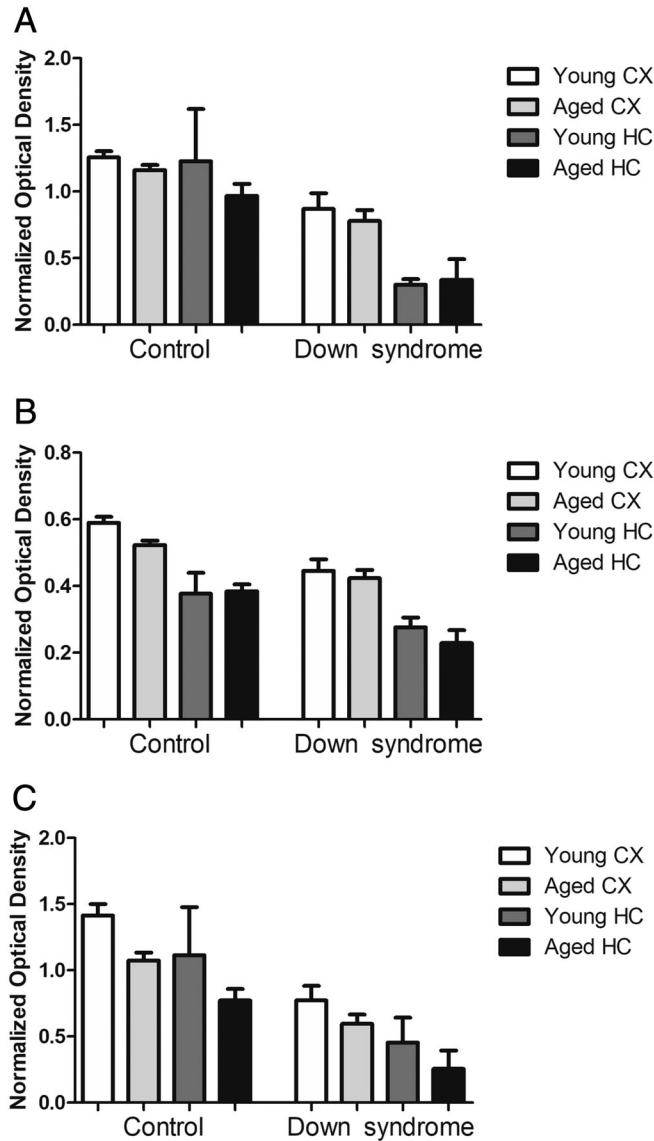 A
Normalized Optical Density
2.0
1.5
1.0
0.5
0.0
Control
Down syndrome
Young CX
Aged CX
Young HC
Aged HC
B
Normalized Optical Density
0.8
0.6
0.4
0.2
0.0
Control
Down syndrome
Young CX
Aged CX
Young HC
Aged HC
C
Normalized Optical Density
2.0
1.5
1.0
0.5
0.0
Control
Down syndrome
Young CX
Aged CX
Young HC
Aged HC